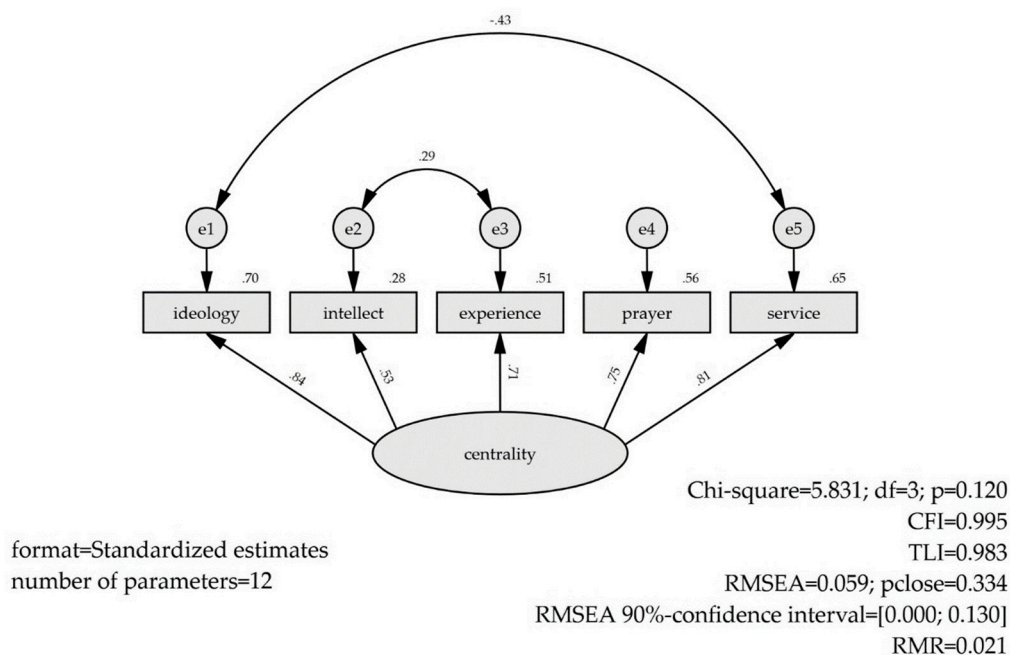 -.43
.29
e1 e2 e3 e4 e5
.70 .28 .51 .56 .65
ideology intellect experience prayer service
.84 .53 .71 .75 .81
centrality
Chi-square=5.831; df=3; p=0.120
CFI=0.995
format=Standardized estimates
TLI=0.983
number of parameters=12
RMSEA=0.059; pclose=0.334
RMSEA 90%-confidence interval=[0.000; 0.130]
RMR=0.021